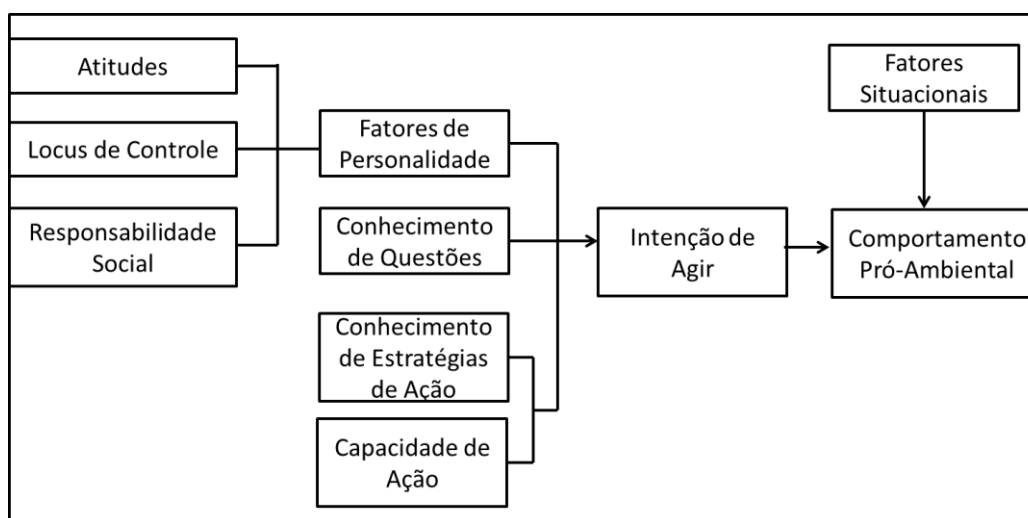 Atitudes
Locus de Controle
Responsabilidade
Social
Fatores de
Personalidade
Conhecimento
de Questões
Conhecimento
de Estratégias
de Ação
Capacidade de
Ação
Intenção de
Agir
Fatores
Situacionais
Comportamento
Pró-Ambiental